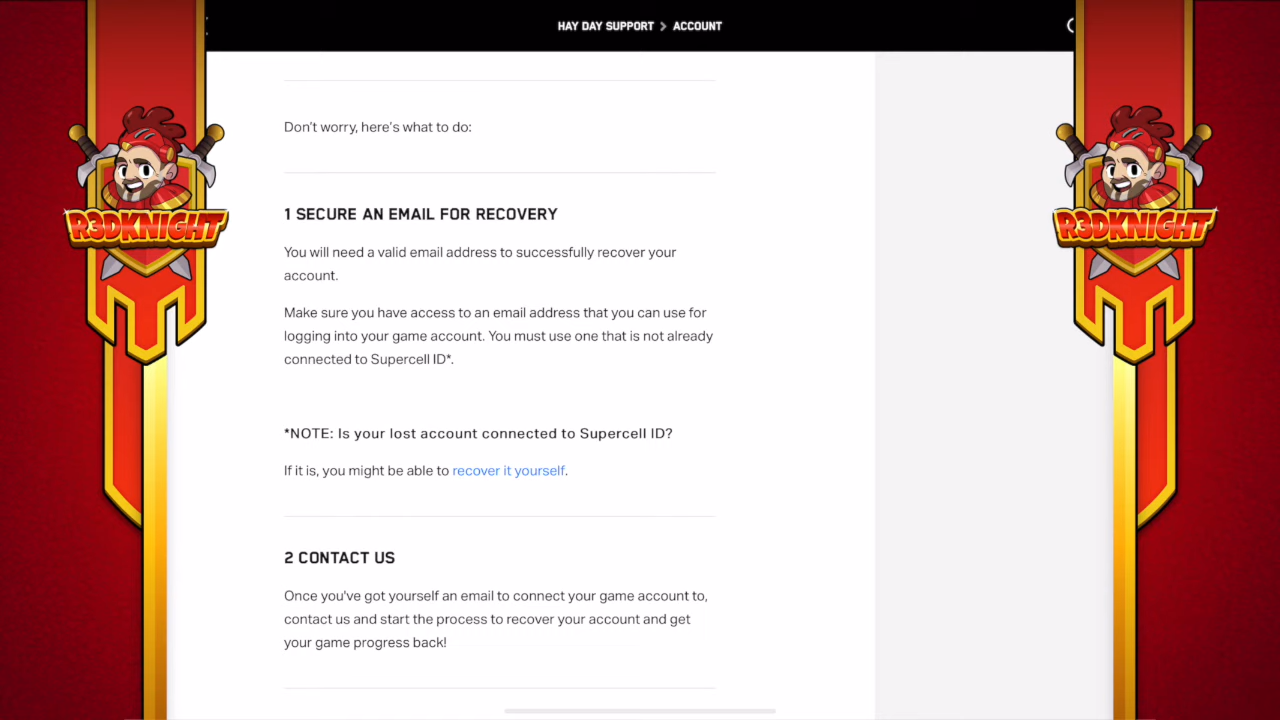 HAY DAY SUPPORT > ACCOUNT
Don't worry, here's what to do:
1 SECURE AN EMAIL FOR RECOVERY
R3DKNIGHT
R3DKNIGHT
You will need a valid email address to successfully recover your
account.
Make sure you have access to an email address that you can use for
logging into your game account. You must use one that is not already
connected to Supercell ID*.
*NOTE: Is your lost account connected to Supercell ID?
If it is, you might be able to recover it yourself.
2 CONTACT US
Once you've got yourself an email to connect your game account to,
contact us and start the process to recover your account and get
your game progress back!